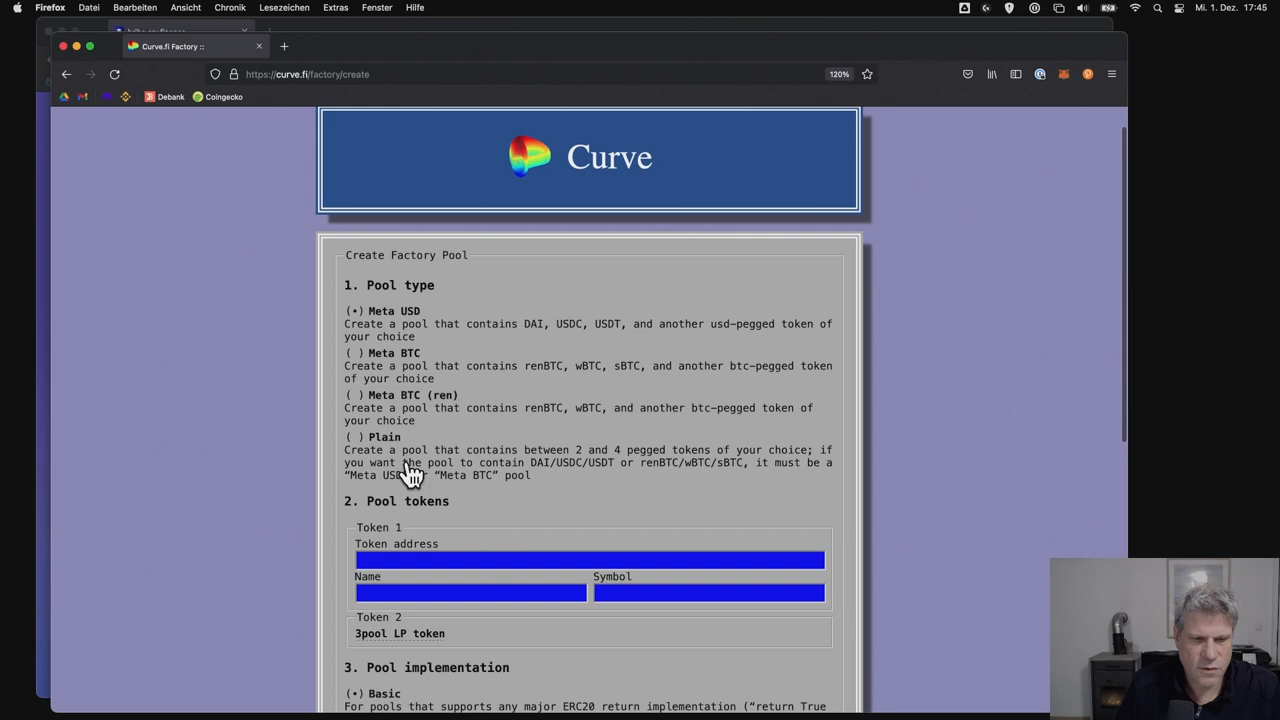 Firefox Datei Bearbeiten Ansicht Chronik Lesezeichen Extras Fenster Hilfe Mi. 1. Dez. 17:45
Curve.fi Factory ::
https://curve.fi/factory/create 120%
Debank Coingecko
Curve
Create Factory Pool
1. Pool type
(•) Meta USD
Create a pool that contains DAI, USDC, USDT, and another usd-pegged token of
your choice
( ) Meta BTC
Create a pool that contains renBTC, wBTC, sBTC, and another btc-pegged token
of your choice
( ) Meta BTC (ren)
Create a pool that contains renBTC, wBTC, and another btc-pegged token of
your choice
( ) Plain
Create a pool that contains between 2 and 4 pegged tokens of your choice; if
you want the pool to contain DAI/USDC/USDT or renBTC/wBTC/sBTC, it must be a
“Meta “Meta BTC” pool
2. Pool tokens
Token 1
Token address
Name Symbol
Token 2
3pool LP token
3. Pool implementation
(•) Basic
For pools that supports any major ERC20 return implementation (“return True